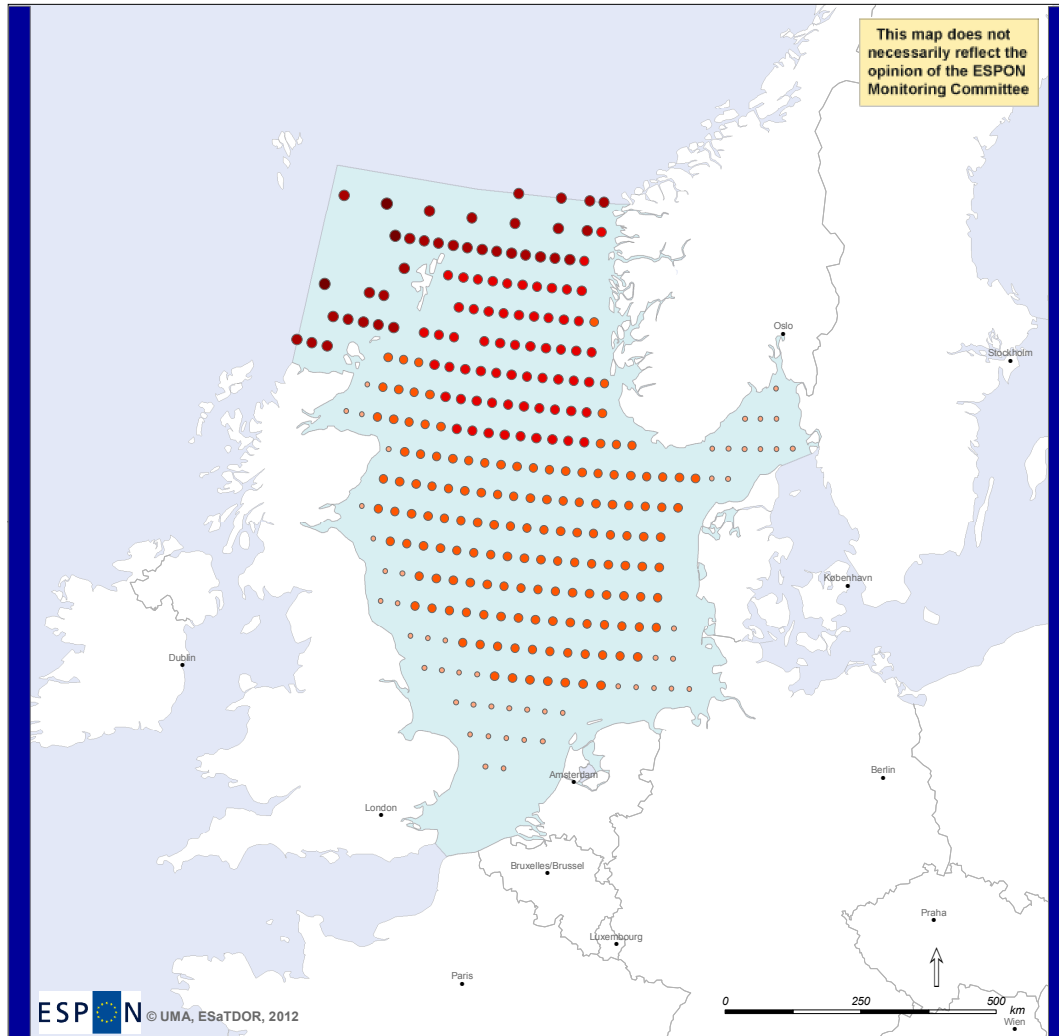 This map does not
necessarily reflect the
opinion of the ESPON
Monitoring Committee
Oslo
Stockholm
København
Dublin
Berlin
Amsterdam
London
Bruxelles/Brussel
Praha
Luxembourg
Paris
ESPON © UMA, ESaTDOR, 2012
0 250 500
km
Wien